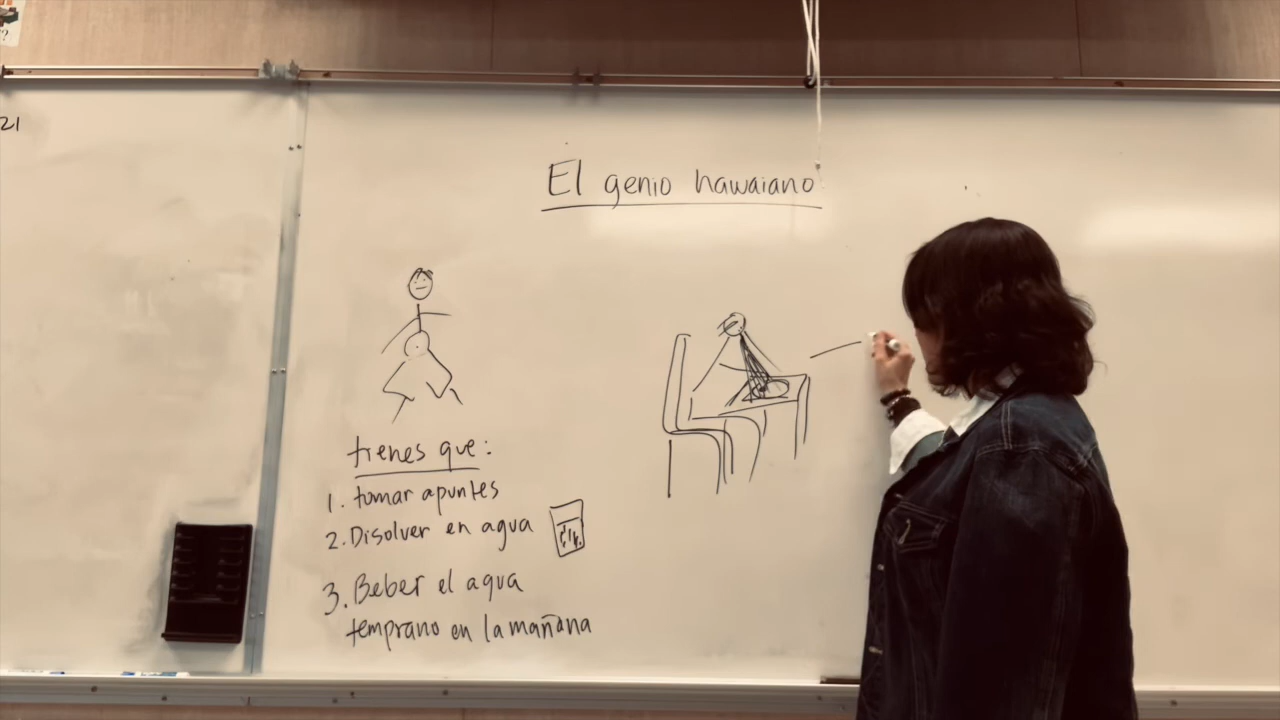 ?
21
El genio hawaiano
tienes que:
1. tomar apuntes
2. Disolver en agua
3. Beber el agua
temprano en la mañana